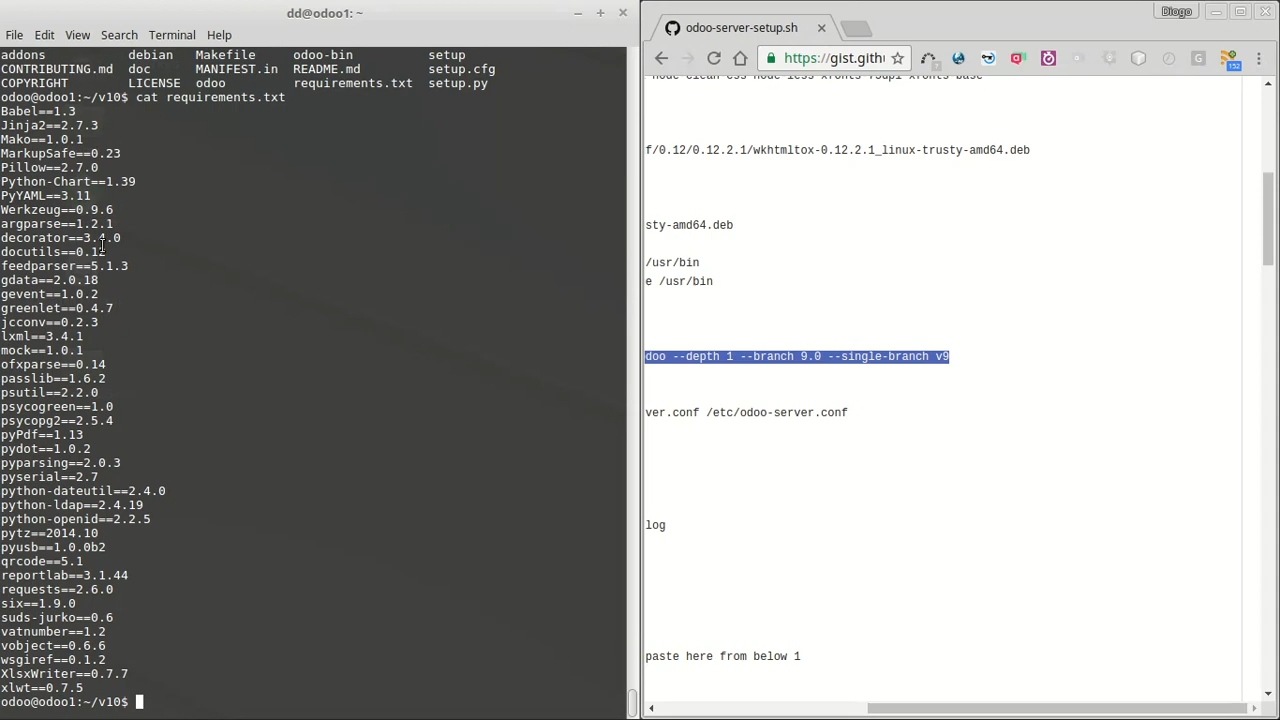 dd@odoo1: ~
File Edit View Search Terminal Help
addons debian Makefile odoo-bin setup
CONTRIBUTING.md doc MANIFEST.in README.md setup.cfg
COPYRIGHT LICENSE odoo requirements.txt setup.py
odoo@odoo1:~/v10$ cat requirements.txt
Babel==1.3
Jinja2==2.7.3
Mako==1.0.1
MarkupSafe==0.23
Pillow==2.7.0
Python-Chart==1.39
PyYAML==3.11
Werkzeug==0.9.6
argparse==1.2.1
decorator==3.4.0
docutils==0.12
feedparser==5.1.3
gdata==2.0.18
gevent==1.0.2
greenlet==0.4.7
jcconv==0.2.3
lxml==3.4.1
mock==1.0.1
ofxparse==0.14
passlib==1.6.2
psutil==2.2.0
psycogreen==1.0
psycopg2==2.5.4
pyPdf==1.13
pydot==1.0.2
pyparsing==2.0.3
pyserial==2.7
python-dateutil==2.4.0
python-ldap==2.4.19
python-openid==2.2.5
pytz==2014.10
pyusb==1.0.0b2
qrcode==5.1
reportlab==3.1.44
requests==2.6.0
six==1.9.0
suds-jurko==0.6
vatnumber==1.2
vobject==0.6.6
wsgiref==0.1.2
XlsxWriter==0.7.7
xlwt==0.7.5
odoo@odoo1:~/v10$
odoo-server-setup.sh
Diogo
https://gist.gith
152
f/0.12/0.12.2.1/wkhtmltox-0.12.2.1_linux-trusty-amd64.deb
sty-amd64.deb
/usr/bin
e /usr/bin
doo --depth 1 --branch 9.0 --single-branch v9
ver.conf /etc/odoo-server.conf
log
paste here from below 1